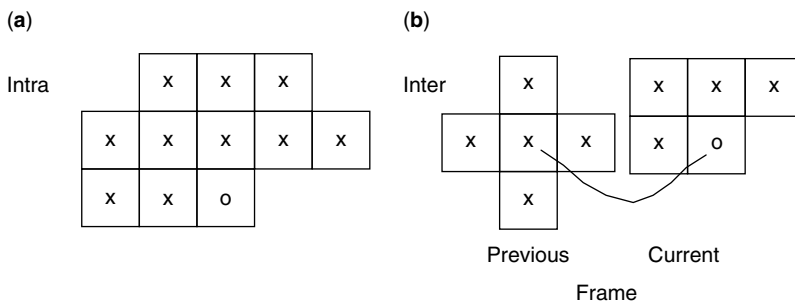 (a)
Intra
x x x
x x x x x
x x o
(b)
Inter
x
x x x
x
x x x
x o
Previous Current
Frame